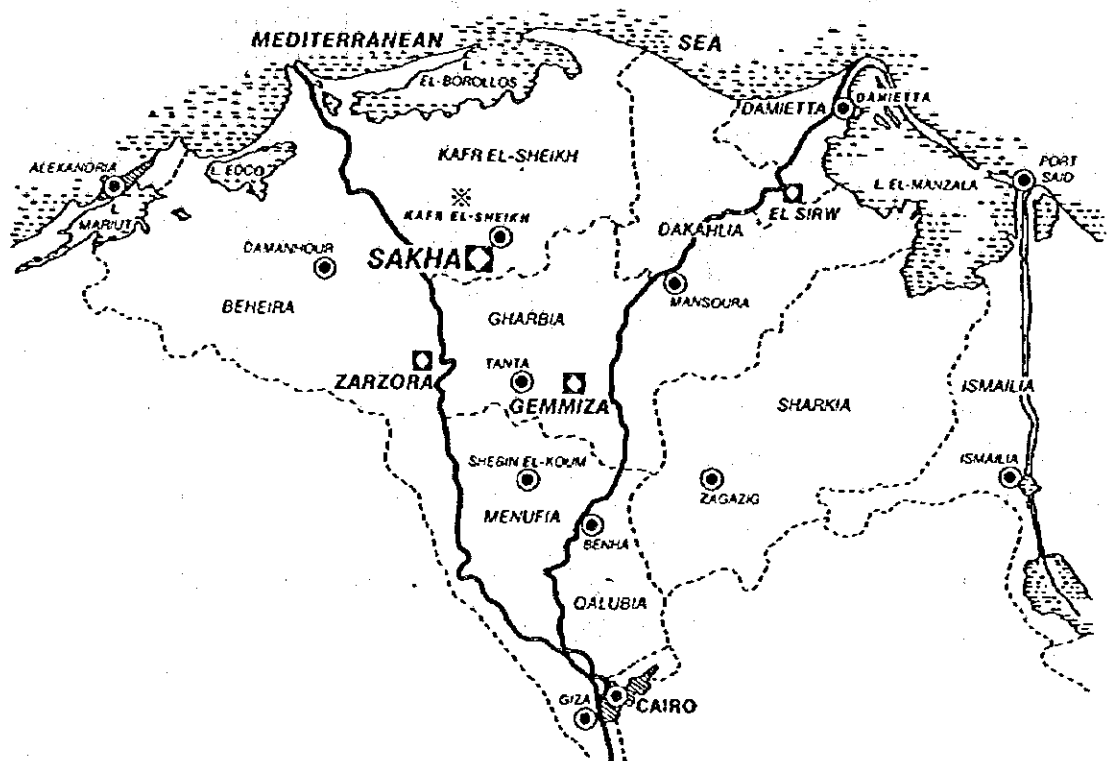 MEDITERRANEAN SEA
L.
EL-BOROLLOS
DAMIETTA
DAMIETTA
KAFR EL-SHEIKH
ALEXANDRIA
L. EDCO
PORT
SAID
L. EL-MANZALA
L.
MARIUT
※
KAFR EL-SHEIKH
EL SIRW
DAKAHLIA
DAMANHOUR
SAKHA
MANSOURA
BEHEIRA
GHARBIA
TANTA
ZARZORA
GEMMIZA
SHARKIA
ISMAILIA
SHEBIN EL-KOUM
ISMAILIA
ZAGAZIG
MENUFIA
BENHA
QALUBIA
GIZA
CAIRO